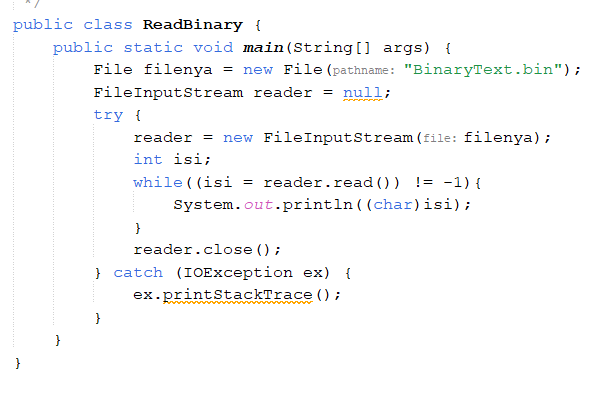 */
public class ReadBinary {
    public static void main(String[] args) {
        File filenya = new File(pathname: "BinaryText.bin");
        FileInputStream reader = null;
        try {
            reader = new FileInputStream(file: filenya);
            int isi;
            while((isi = reader.read()) != -1){
                System.out.println((char)isi);
            }
            reader.close();
        } catch (IOException ex) {
            ex.printStackTrace();
        }
    }
}